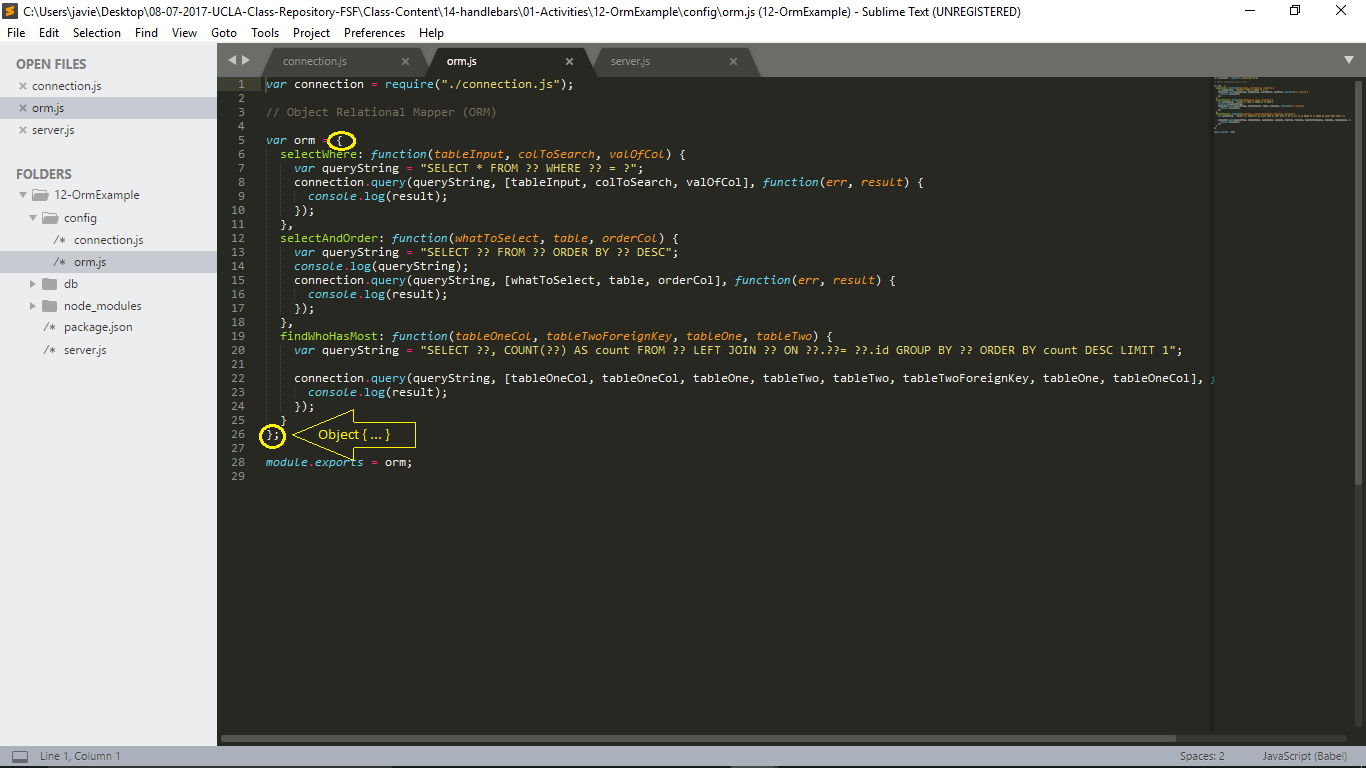 C:\Users\javie\Desktop\08-07-2017-UCLA-Class-Repository-FSF\Class-Content\14-handlebars\01-Activities\12-OrmExample\config\orm.js (12-OrmExample) - Sublime Text (UNREGISTERED)
File Edit Selection Find View Goto Tools Project Preferences Help
OPEN FILES
connection.js
orm.js
server.js
FOLDERS
12-OrmExample
config
/* connection.js
/* orm.js
db
node_modules
/* package.json
/* server.js
connection.js orm.js server.js
1 var connection = require("./connection.js");
2
3 // Object Relational Mapper (ORM)
4
5 var orm = {
6   selectWhere: function(tableInput, colToSearch, valOfCol) {
7     var queryString = "SELECT * FROM ?? WHERE ?? = ?";
8     connection.query(queryString, [tableInput, colToSearch, valOfCol], function(err, result) {
9       console.log(result);
10     });
11   },
12   selectAndOrder: function(whatToSelect, table, orderCol) {
13     var queryString = "SELECT ?? FROM ?? ORDER BY ?? DESC";
14     console.log(queryString);
15     connection.query(queryString, [whatToSelect, table, orderCol], function(err, result) {
16       console.log(result);
17     });
18   },
19   findWhoHasMost: function(tableOneCol, tableTwoForeignKey, tableOne, tableTwo) {
20     var queryString = "SELECT ??, COUNT(??) AS count FROM ?? LEFT JOIN ?? ON ??.??= ??.id GROUP BY ?? ORDER BY count DESC LIMIT 1";
21
22     connection.query(queryString, [tableOneCol, tableOneCol, tableOne, tableTwo, tableTwo, tableTwoForeignKey, tableOne, tableOneCol],
23       console.log(result);
24     });
25   }
26 }; Object { ... }
27
28 module.exports = orm;
29
Line 1, Column 1 Spaces: 2 JavaScript (Babel)